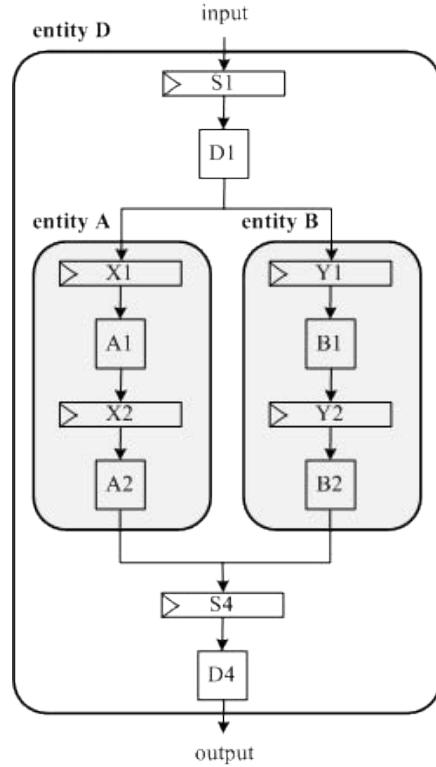 input
entity D
S1
D1
entity A
entity B
X1
Y1
A1
B1
X2
Y2
A2
B2
S4
D4
output